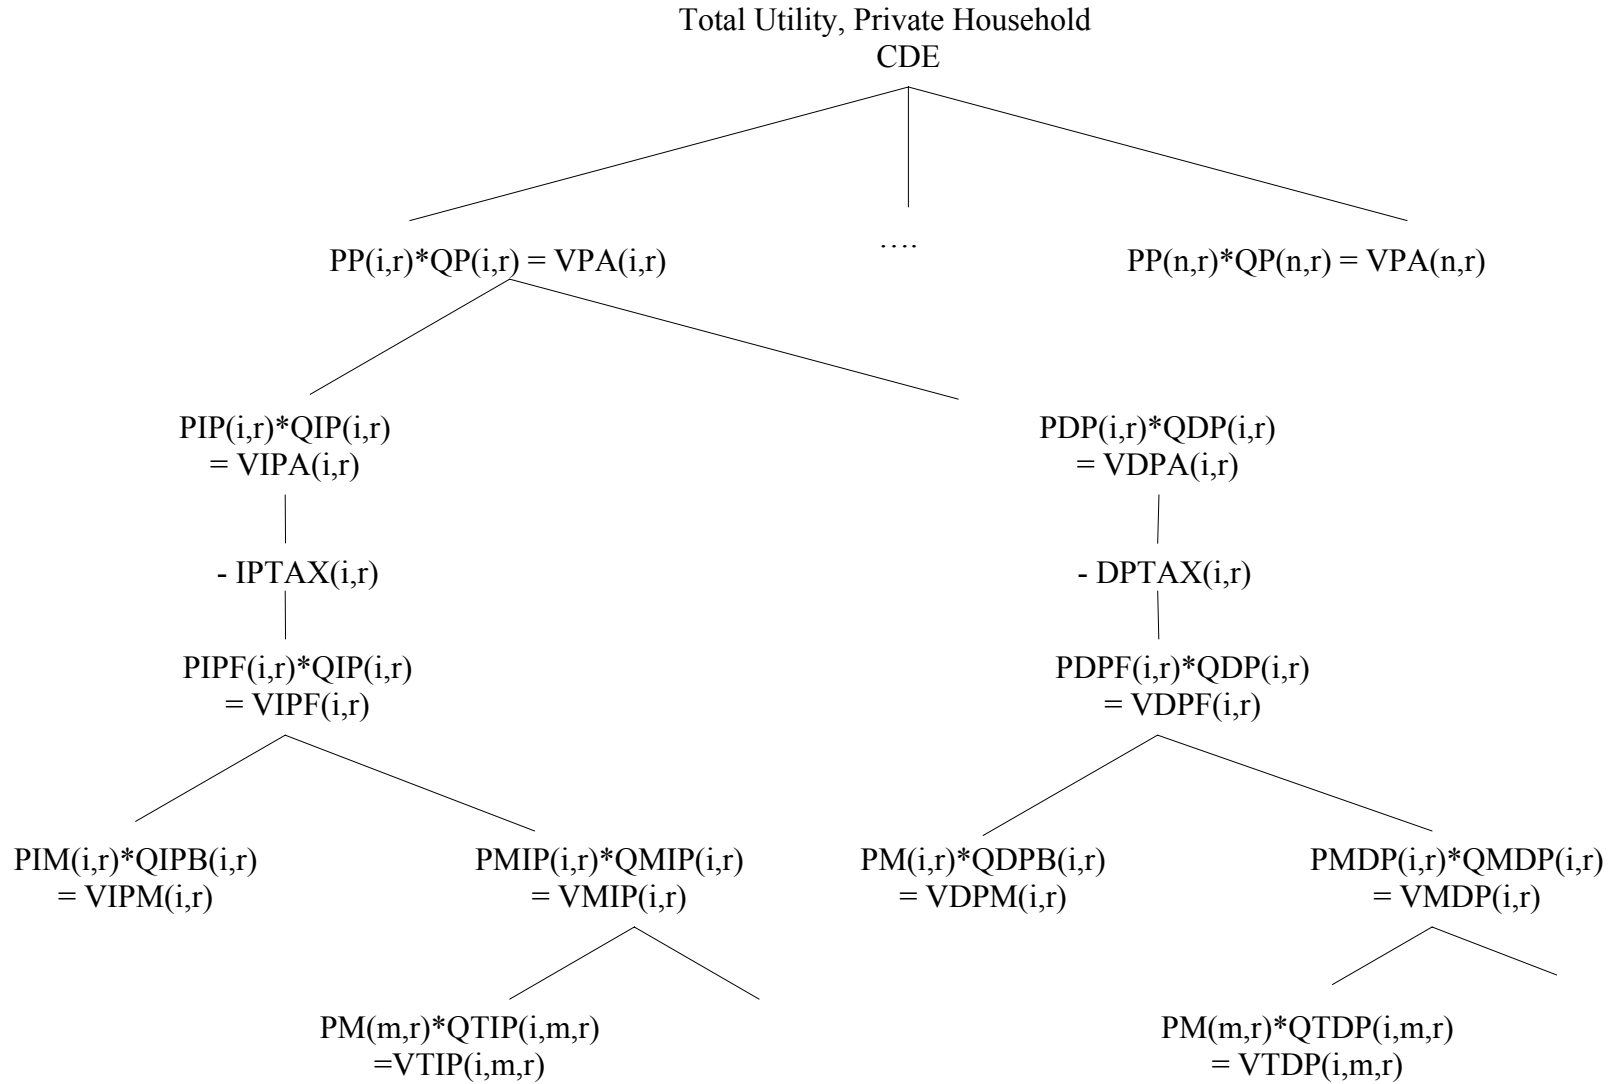 Total Utility, Private Household
CDE
PP(i,r)*QP(i,r) = VPA(i,r)
....
PP(n,r)*QP(n,r) = VPA(n,r)
PIP(i,r)*QIP(i,r)
= VIPA(i,r)
PDP(i,r)*QDP(i,r)
= VDPA(i,r)
- IPTAX(i,r)
- DPTAX(i,r)
PIPF(i,r)*QIP(i,r)
= VIPF(i,r)
PDPF(i,r)*QDP(i,r)
= VDPF(i,r)
PIM(i,r)*QIPB(i,r)
= VIPM(i,r)
PMIP(i,r)*QMIP(i,r)
= VMIP(i,r)
PM(i,r)*QDPB(i,r)
= VDPM(i,r)
PMDP(i,r)*QMDP(i,r)
= VMDP(i,r)
PM(m,r)*QTIP(i,m,r)
=VTIP(i,m,r)
PM(m,r)*QTDP(i,m,r)
= VTDP(i,m,r)